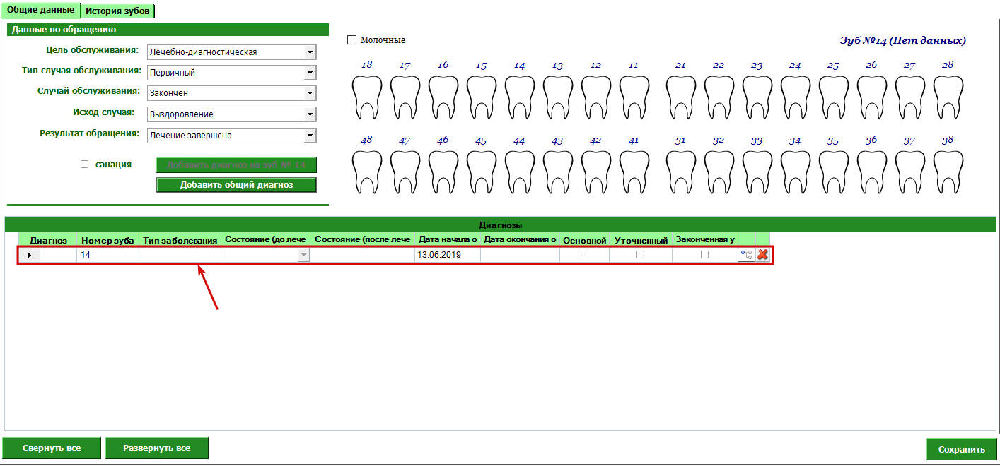 Общие данные История зубов
Данные по обращению
Цель обслуживания: Лечебно-диагностическая
Тип случая обслуживания: Первичный
Случай обслуживания: Закончен
Исход случая: Выздоровление
Результат обращения: Лечение завершено
санация Добавить диагноз на зуб № 14
Добавить общий диагноз
Молочные Зуб №14 (Нет данных)
18 17 16 15 14 13 12 11 21 22 23 24 25 26 27 28
48 47 46 45 44 43 42 41 31 32 33 34 35 36 37 38
Диагнозы
Диагноз Номер зуба Тип заболевания Состояние (до лече Состояние (после лече Дата начала о Дата окончания о Основной Уточненный Законченная у
14 13.06.2019
Свернуть все Развернуть все Сохранить